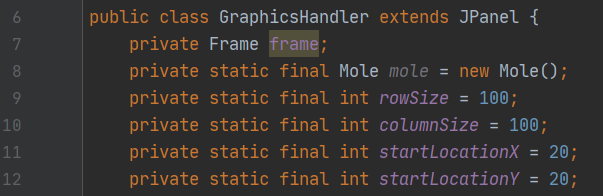 6 public class GraphicsHandler extends JPanel {
7 private Frame frame;
8 private static final Mole mole = new Mole();
9 private static final int rowSize = 100;
10 private static final int columnSize = 100;
11 private static final int startLocationX = 20;
12 private static final int startLocationY = 20;